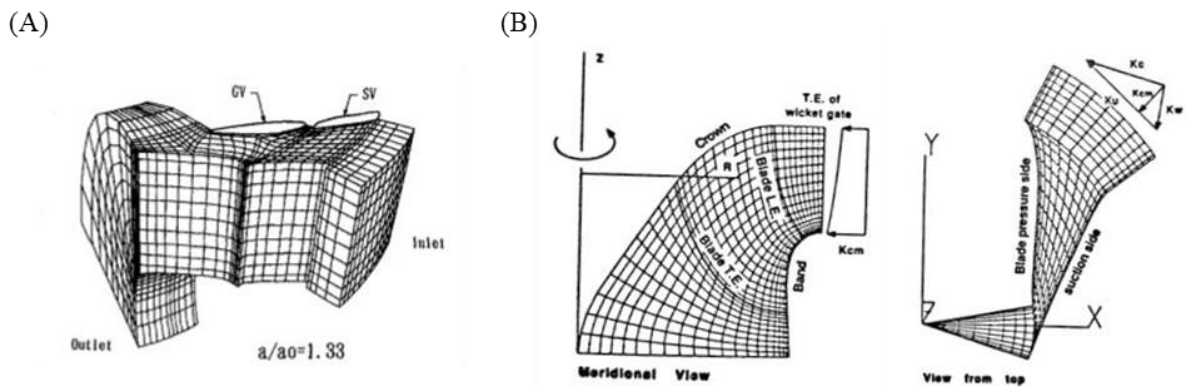 (A)
GV
SV
Inlet
Outlet
a/ao=1.33
(B)
Z
T.E. of
wicket gate
Crown
R
Blade L.E.
Blade T.E.
Band
Kcm
Meridional View
Kc
Kcm
Xu
Kw
Y
Blade pressure side
suction side
Z
X
View from top